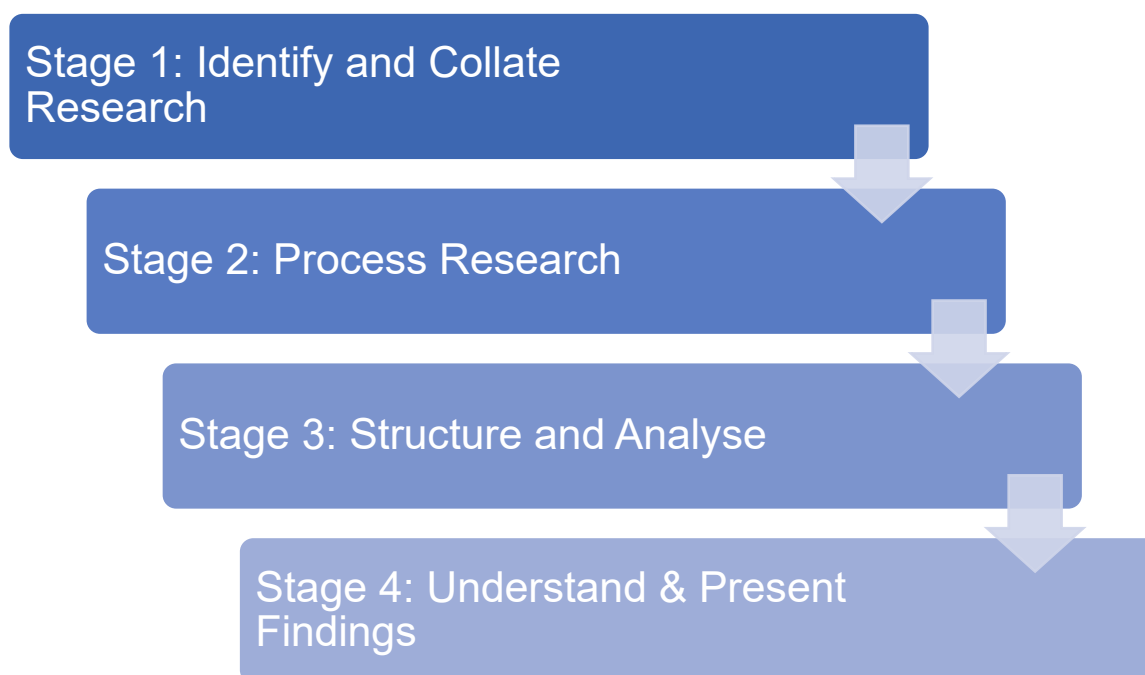 Stage 1: Identify and Collate
Research
Stage 2: Process Research
Stage 3: Structure and Analyse
Stage 4: Understand & Present
Findings